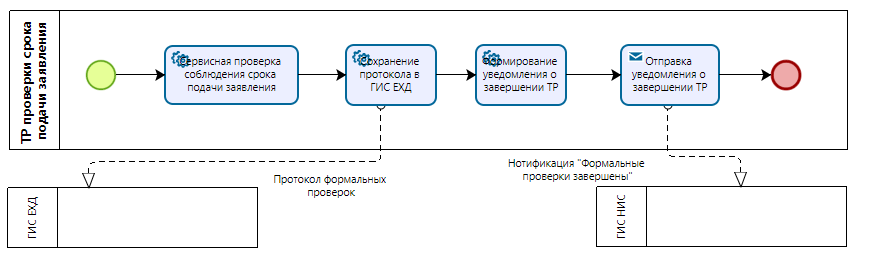 ТР проверки срока
подачи заявления
Сервисная проверка
соблюдения срока
подачи заявления
Сохранение
протокола в
ГИС ЕХД
Формирование
уведомления о
завершении ТР
Отправка
уведомления о
завершении ТР
Протокол формальных
проверок
Нотификация "Формальные
проверки завершены"
ГИС ЕХД
ГИС НИС